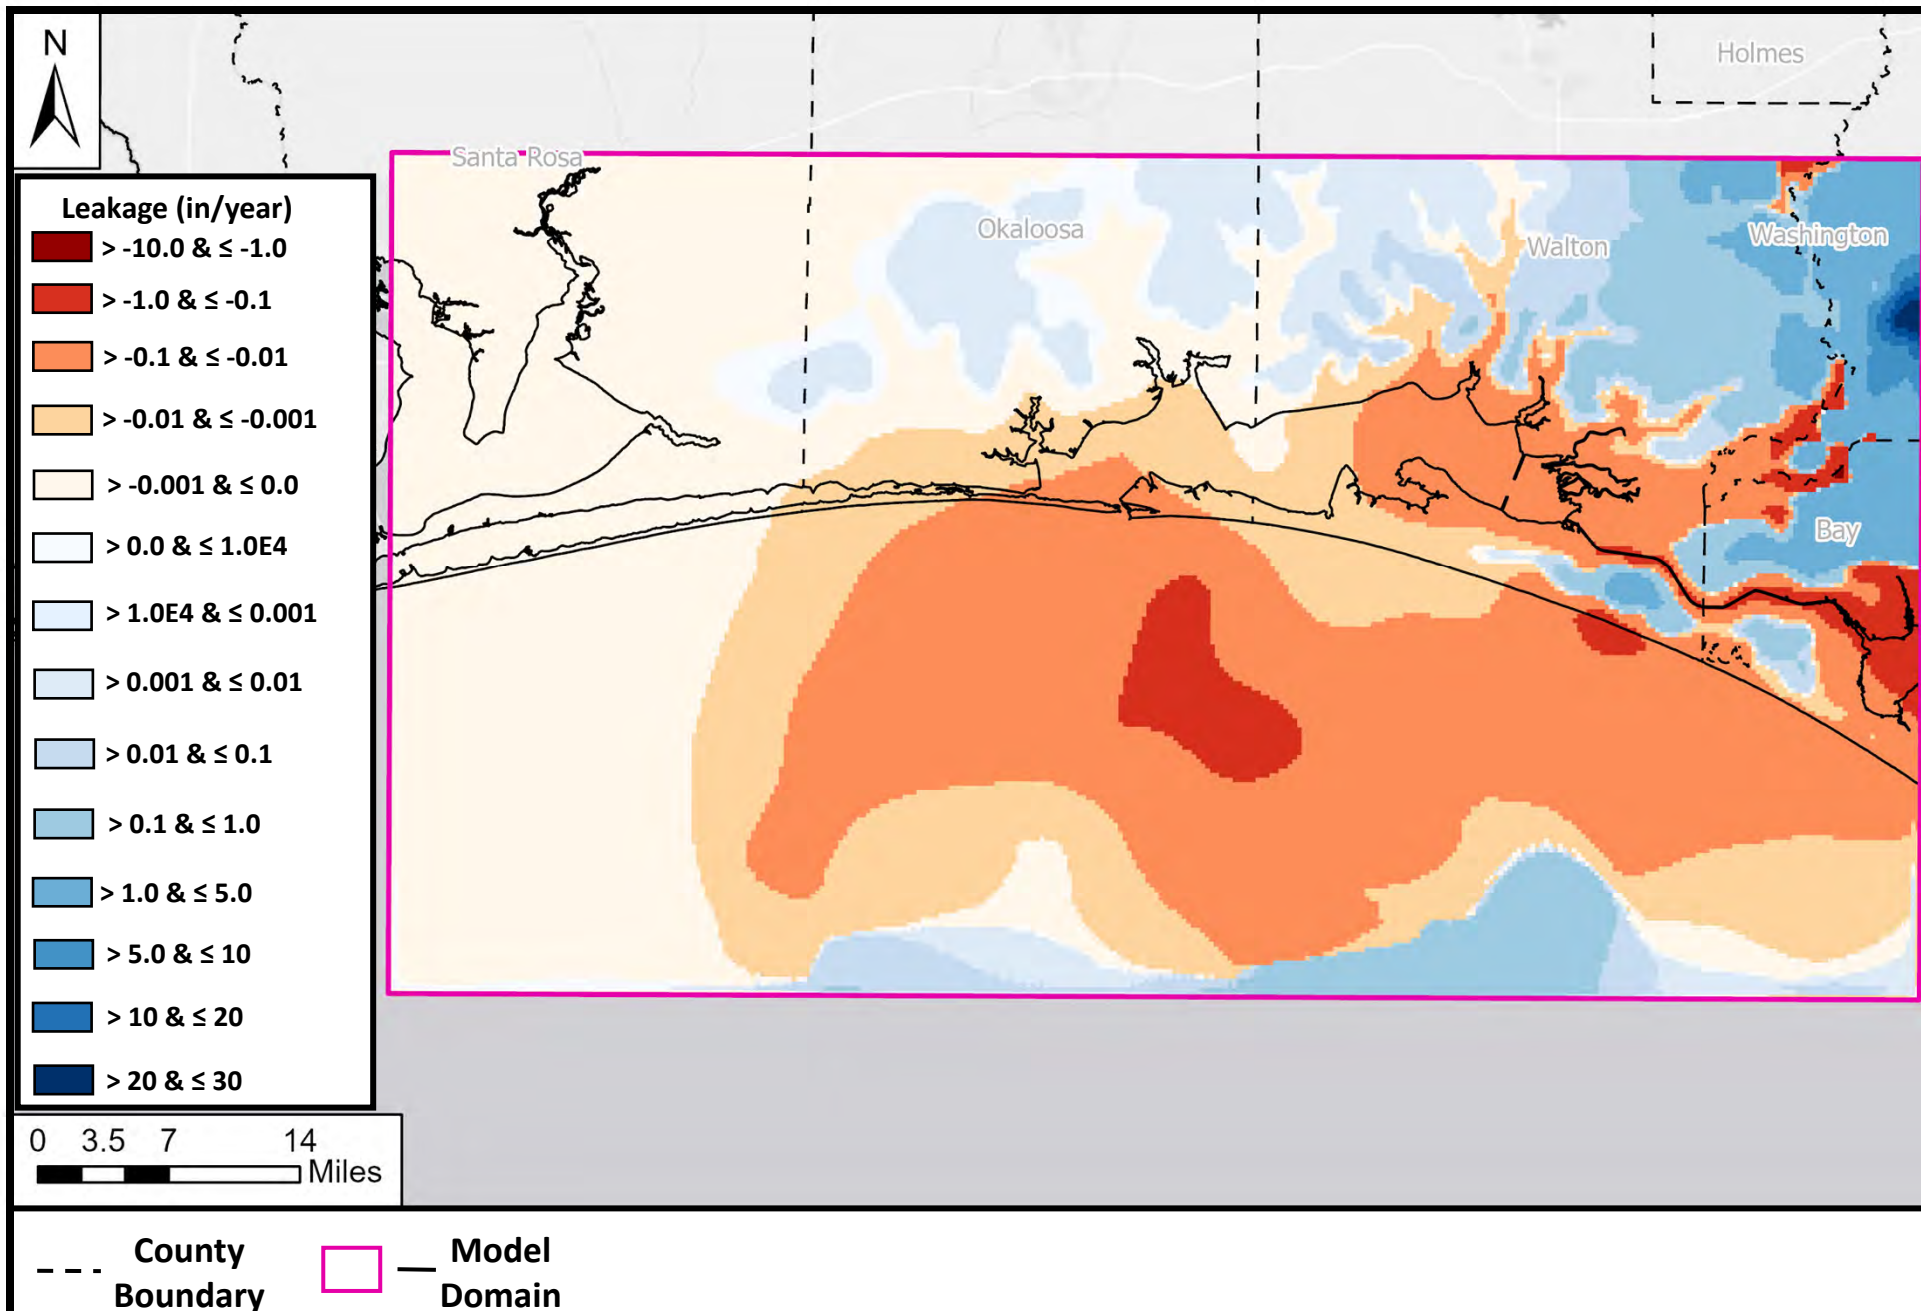 N
Holmes
Santa Rosa
Okaloosa
Walton
Washington
Bay
Leakage (in/year)
> -10.0 & ≤ -1.0
> -1.0 & ≤ -0.1
> -0.1 & ≤ -0.01
> -0.01 & ≤ -0.001
> -0.001 & ≤ 0.0
> 0.0 & ≤ 1.0E4
> 1.0E4 & ≤ 0.001
> 0.001 & ≤ 0.01
> 0.01 & ≤ 0.1
> 0.1 & ≤ 1.0
> 1.0 & ≤ 5.0
> 5.0 & ≤ 10
> 10 & ≤ 20
> 20 & ≤ 30
0 3.5 7 14
Miles
County
Boundary
Model
Domain